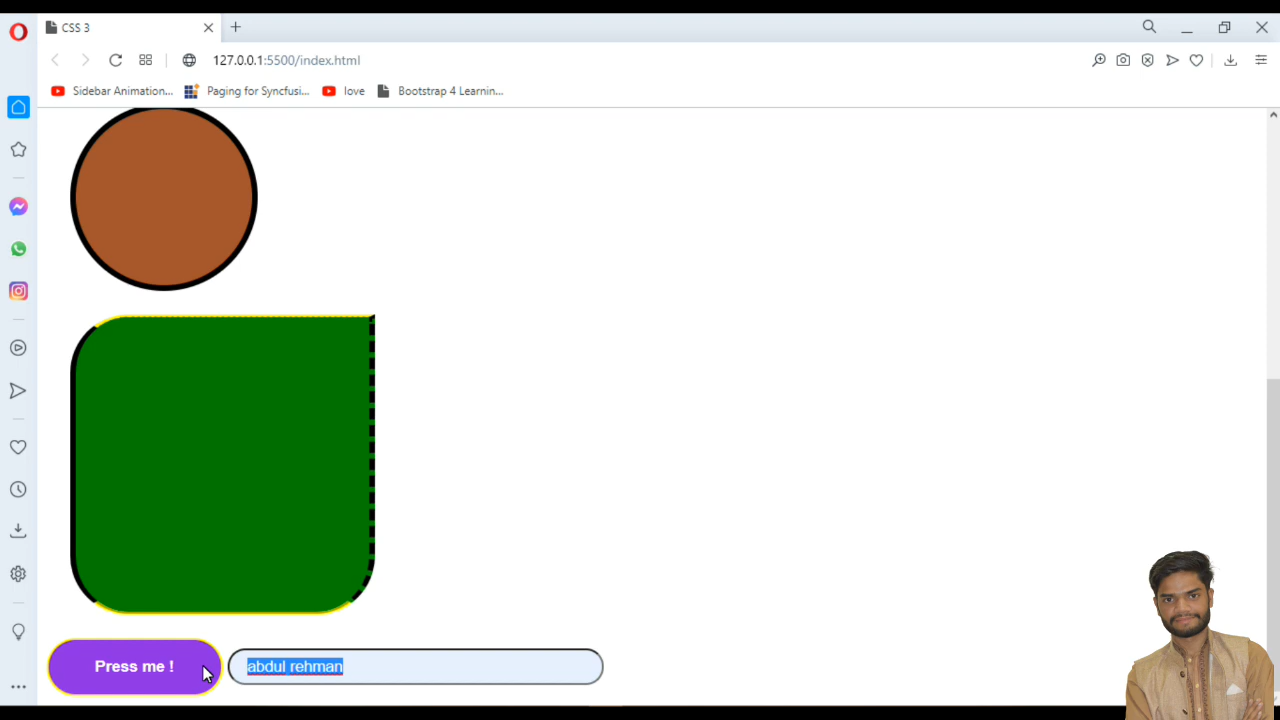 CSS 3
127.0.0.1:5500/index.html
Sidebar Animation... Paging for Syncfusi... love Bootstrap 4 Learnin...
Press me ! abdul rehman